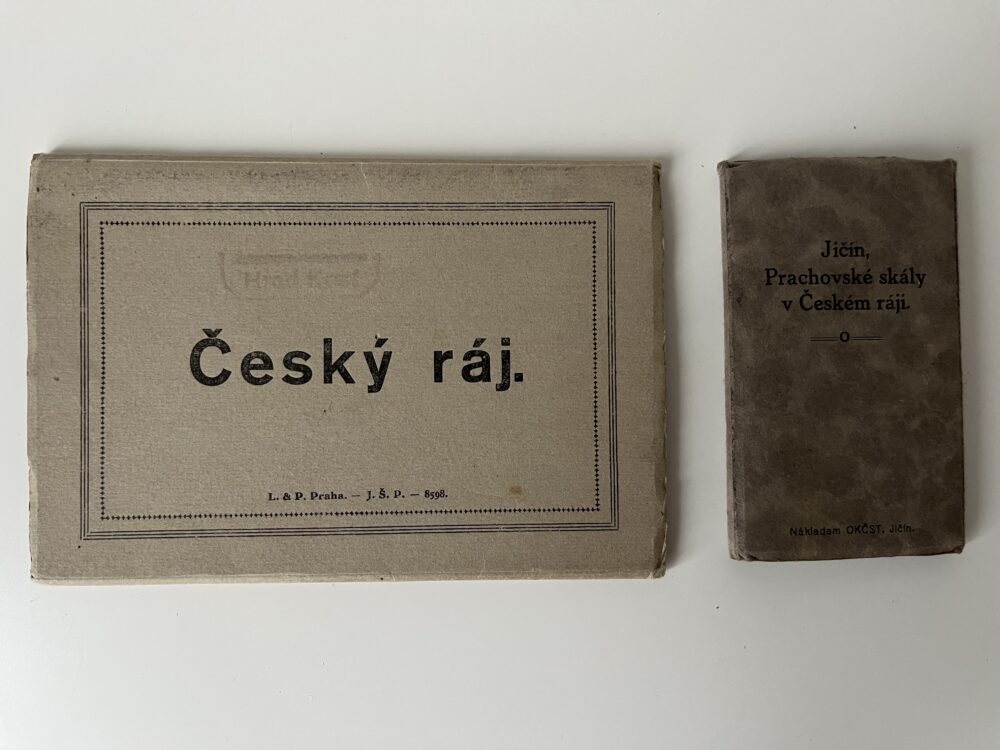 Český ráj.
L. & P. Praha. — J. Š. P. — 8598.
Jičín,
Prachovské skály
v Českém ráji.
o
Nákladem OKČST. Jičín.